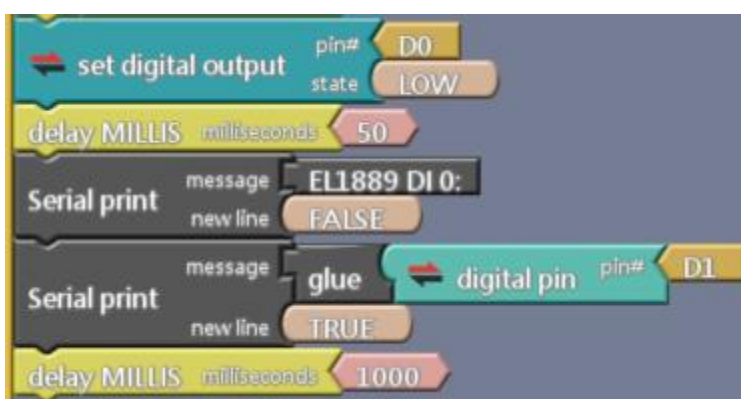 pin# D0
set digital output
state LOW
delay MILLIS milliseconds 50
message EL1889 DI 0:
Serial print
new line FALSE
message glue digital pin pin# D1
Serial print
new line TRUE
delay MILLIS milliseconds 1000